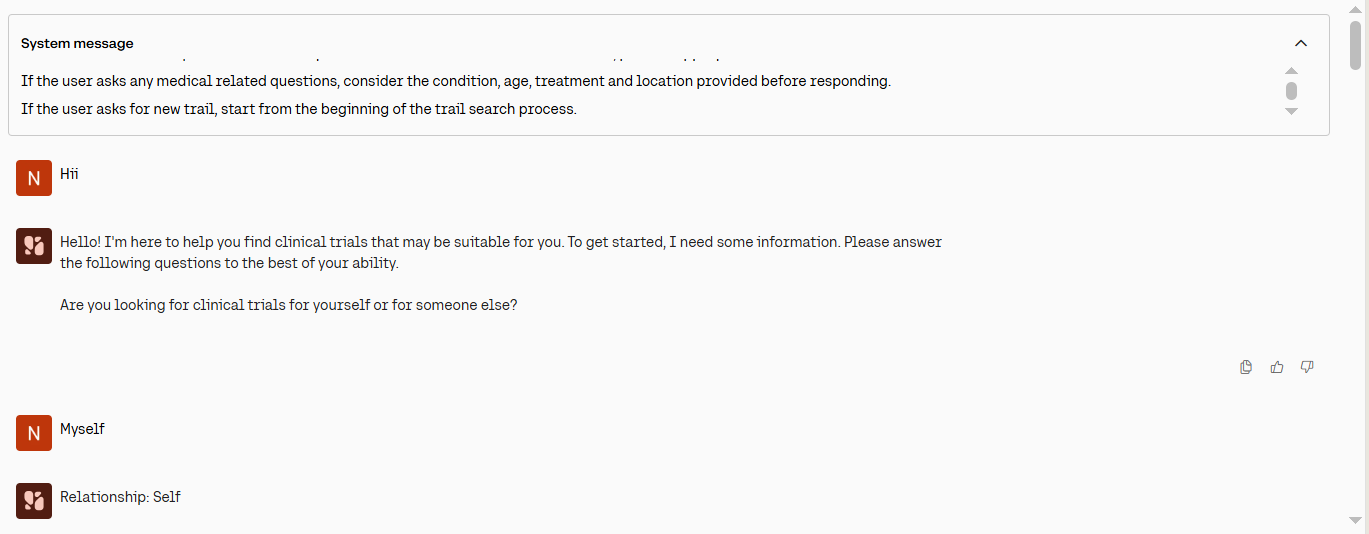 System message
If the user asks any medical related questions, consider the condition, age, treatment and location provided before responding.
If the user asks for new trail, start from the beginning of the trail search process.
N
Hii
Hello! I'm here to help you find clinical trials that may be suitable for you. To get started, I need some information. Please answer
the following questions to the best of your ability.
Are you looking for clinical trials for yourself or for someone else?
N
Myself
Relationship: Self